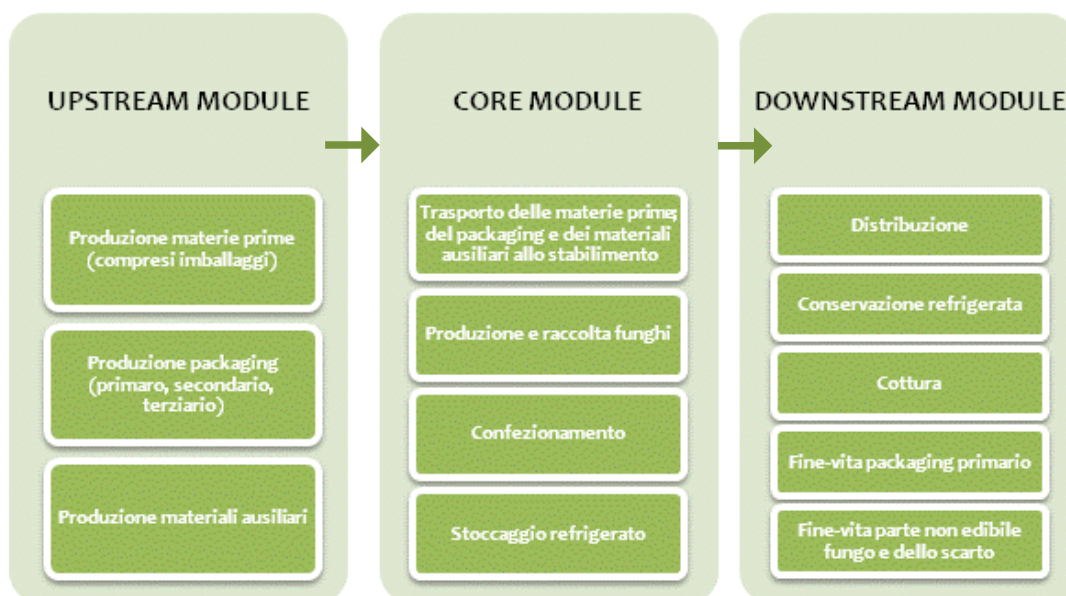 UPSTREAM MODULE
Produzione materie prime
(compresi imballaggi)
Produzione packaging
(primaro, secondario,
terziario)
Produzione materiali ausiliari
CORE MODULE
Trasporto delle materie prime,
del packaging e dei materiali
ausiliari allo stabilimento
Produzione e raccolta funghi
Confezionamento
Stoccaggio refrigerato
DOWNSTREAM MODULE
Distribuzione
Conservazione refrigerata
Cottura
Fine-vita packaging primario
Fine-vita parte non edibile
fungo e dello scarto